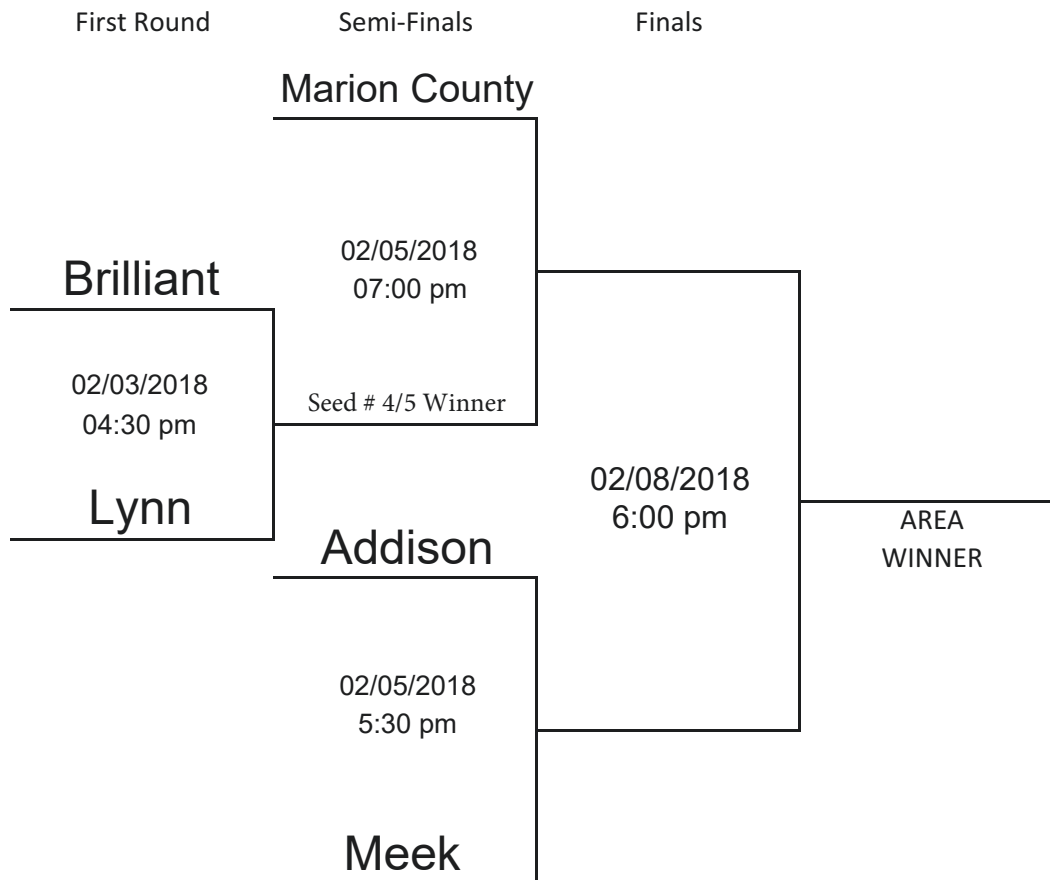 First Round
Semi-Finals
Finals
Marion County
02/05/2018
07:00 pm
Brilliant
02/03/2018
04:30 pm
Seed # 4/5 Winner
Lynn
02/08/2018
6:00 pm
AREA
WINNER
Addison
02/05/2018
5:30 pm
Meek